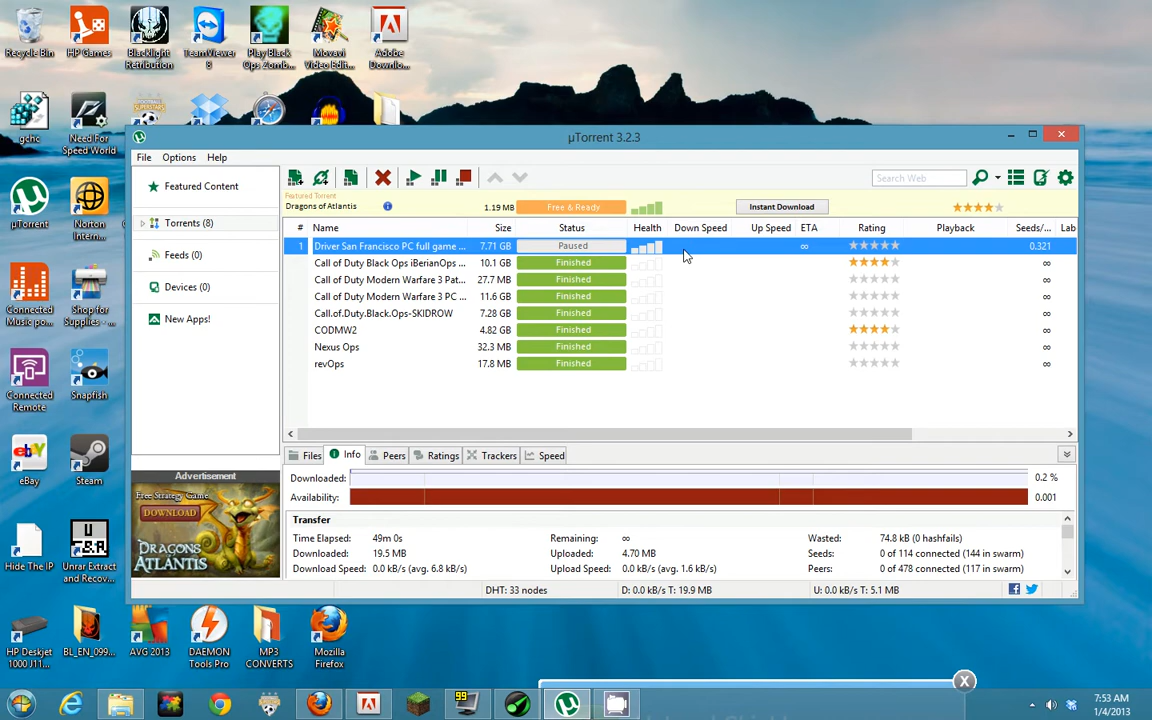 Recycle Bin
HP Games
Blacklight
Retribution
TeamViewer
8
Play Black
Ops Zomb...
Movavi
Video Edit...
Adobe
Downlo...
gchc
Need For
Speed World
µTorrent
Norton
Intern...
Connected
Music po...
Shop for
Supplies - ...
Connected
Remote
Snapfish
eBay
Steam
Hide The IP
Unrar Extract
and Recov...
HP Deskjet
1000 J11...
BL_EN_099...
AVG 2013
DAEMON
Tools Pro
MP3
CONVERTS
Mozilla
Firefox
µTorrent 3.2.3
File Options Help
Search Web
Featured Content
Torrents (8)
Feeds (0)
Devices (0)
New Apps!
Featured Torrent
Dragons of Atlantis 1.19 MB Free & Ready Instant Download
# Name Size Status Health Down Speed Up Speed ETA Rating Playback Seeds/... Lab
1 Driver San Francisco PC full game ... 7.71 GB Paused ∞ 0.321
Call of Duty Black Ops iBerianOps ... 10.1 GB Finished ∞
Call of Duty Modern Warfare 3 Pat... 27.7 MB Finished ∞
Call of Duty Modern Warfare 3 PC ... 11.6 GB Finished ∞
Call.of.Duty.Black.Ops-SKIDROW 7.28 GB Finished ∞
CODMW2 4.82 GB Finished ∞
Nexus Ops 32.3 MB Finished ∞
revOps 17.8 MB Finished ∞
Files Info Peers Ratings Trackers Speed
Downloaded: 0.2 %
Availability: 0.001
Transfer
Time Elapsed: 49m 0s Remaining: ∞ Wasted: 74.8 kB (0 hashfails)
Downloaded: 19.5 MB Uploaded: 4.70 MB Seeds: 0 of 114 connected (144 in swarm)
Download Speed: 0.0 kB/s (avg. 6.8 kB/s) Upload Speed: 0.0 kB/s (avg. 1.6 kB/s) Peers: 0 of 478 connected (117 in swarm)
DHT: 33 nodes D: 0.0 kB/s T: 19.9 MB U: 0.0 kB/s T: 5.1 MB
Advertisement
Free Strategy Game
DOWNLOAD
DRAGONS
OF
ATLANTIS
X
99
7:53 AM
1/4/2013